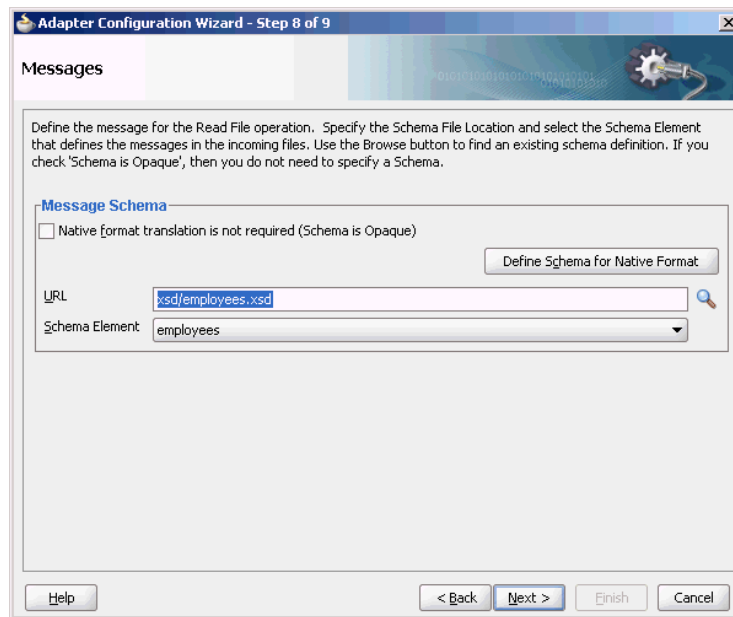 Adapter Configuration Wizard - Step 8 of 9
Messages
Define the message for the Read File operation.  Specify the Schema File Location and select the Schema Element
that defines the messages in the incoming files. Use the Browse button to find an existing schema definition. If you
check 'Schema is Opaque', then you do not need to specify a Schema.
Message Schema
Native format translation is not required (Schema is Opaque)
Define Schema for Native Format
URL
xsd/employees.xsd
Schema Element
employees
Help
< Back
Next >
Finish
Cancel